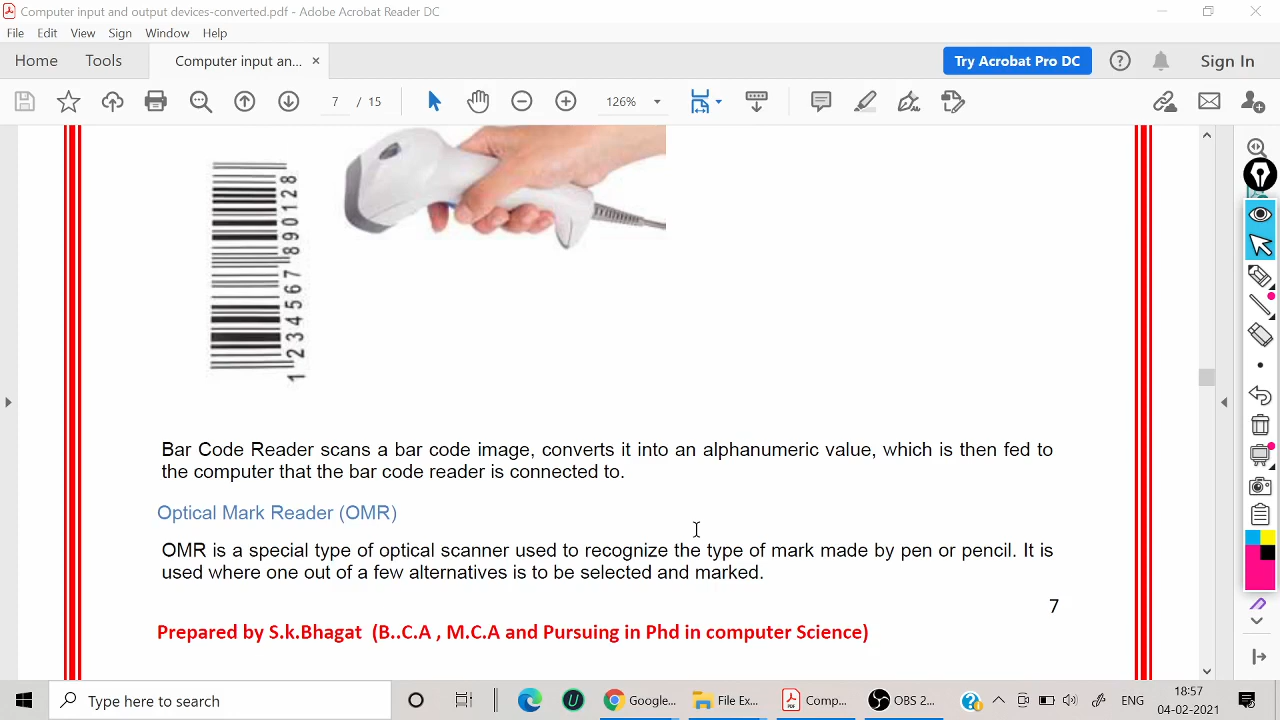 Computer input and output devices-converted.pdf - Adobe Acrobat Reader DC
File Edit View Sign Window Help
Home Tools Computer input an... × Try Acrobat Pro DC Sign In
7 / 15 126%
1 234567 890128
Bar Code Reader scans a bar code image, converts it into an alphanumeric value, which is then fed to
the computer that the bar code reader is connected to.
Optical Mark Reader (OMR)
OMR is a special type of optical scanner used to recognize the type of mark made by pen or pencil. It is
used where one out of a few alternatives is to be selected and marked.
7
Prepared by S.k.Bhagat (B..C.A , M.C.A and Pursuing in Phd in computer Science)
Type here to search Google... File Ex... Comp... OBS 2... ENG 18:57
04-02-2021